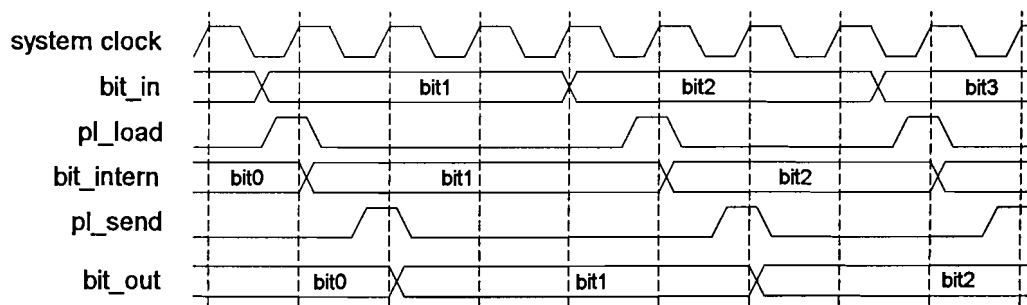 system clock
bit_in bit1 bit2 bit3
pl_load
bit_intern bit0 bit1 bit2
pl_send
bit_out bit0 bit1 bit2